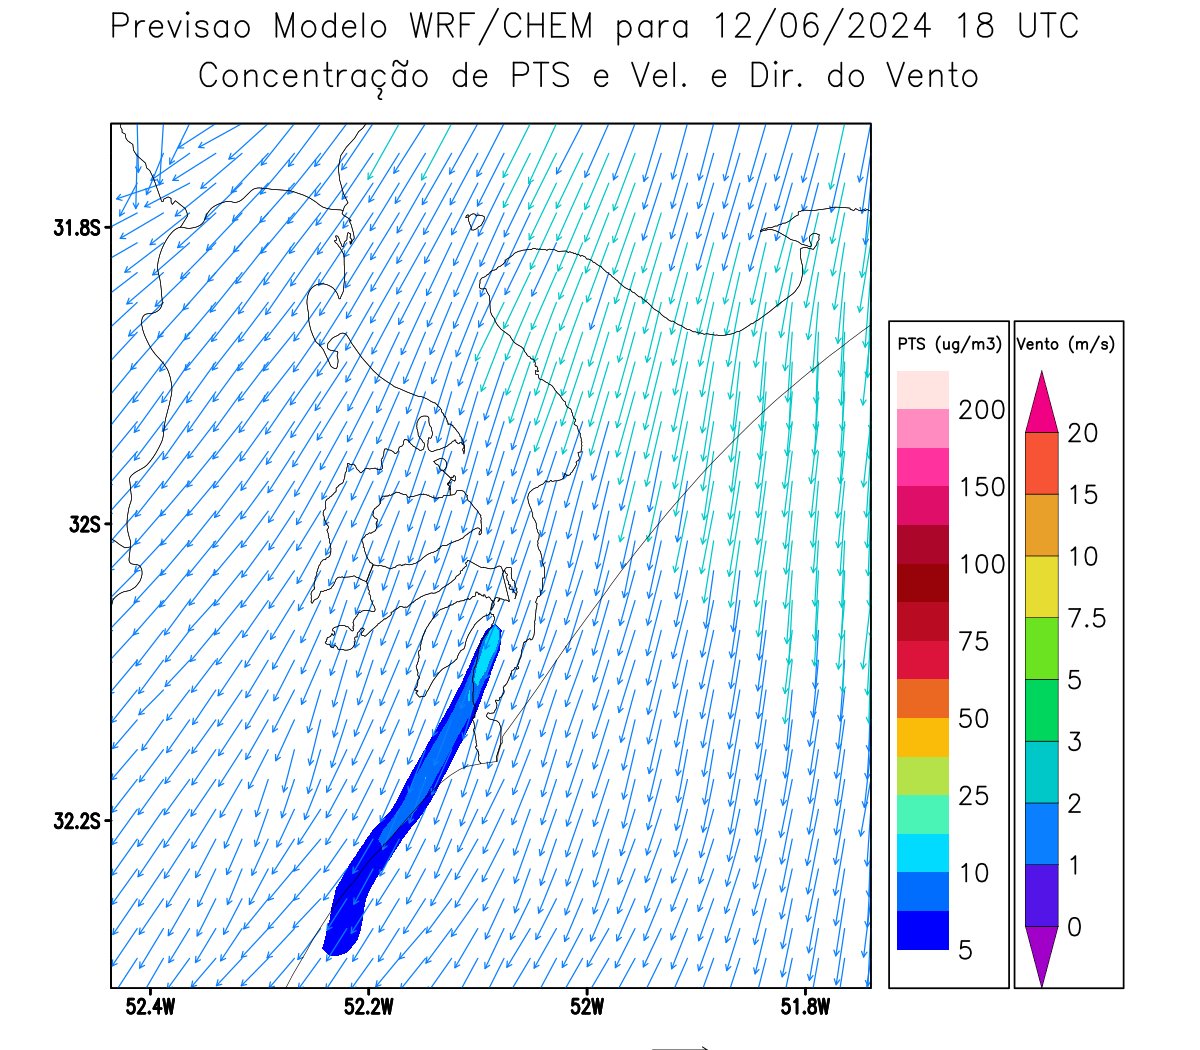 Previsao Modelo WRF/CHEM para 12/06/2024 18 UTC
Concentração de PTS e Vel. e Dir. do Vento
31.8S
32S
32.2S
52.4W 52.2W 52W 51.8W
PTS (ug/m3)
200
150
100
75
50
25
10
5
Vento (m/s)
20
15
10
7.5
5
3
2
1
0